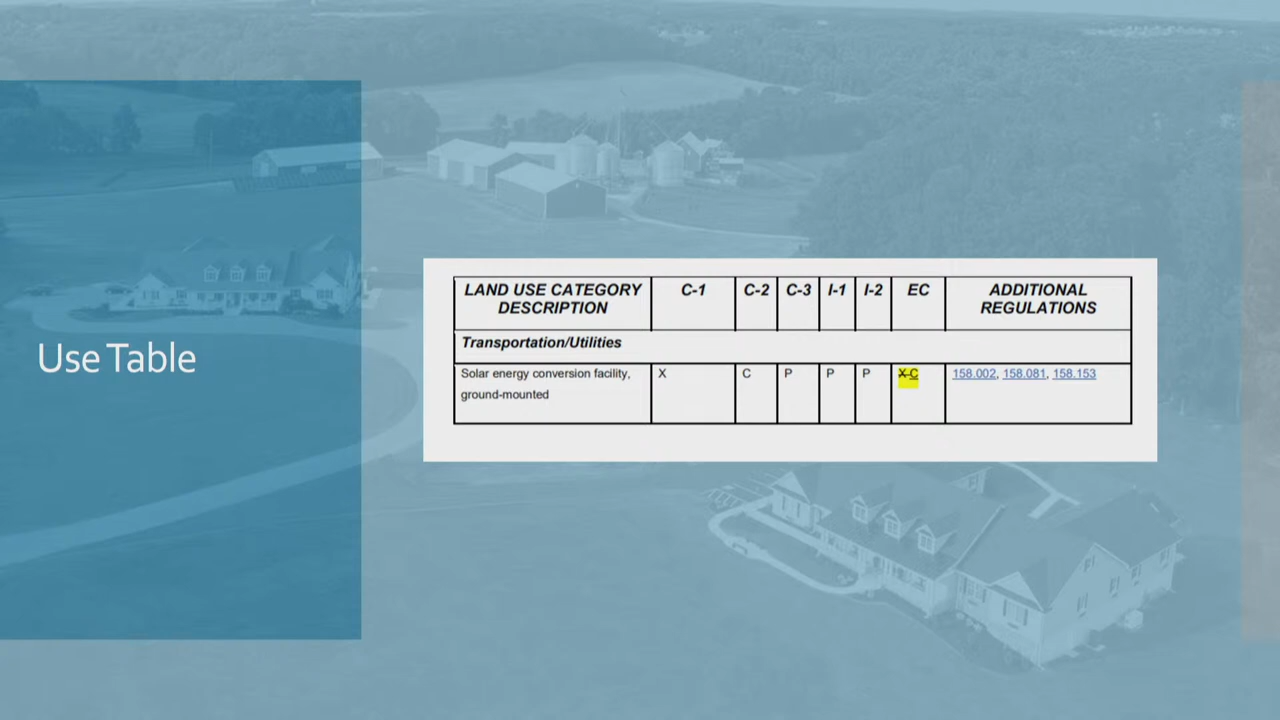 Use Table
LAND USE CATEGORY DESCRIPTION C-1 C-2 C-3 I-1 I-2 EC ADDITIONAL REGULATIONS
Transportation/Utilities
Solar energy conversion facility, ground-mounted X C P P P X C 158.002, 158.081, 158.153